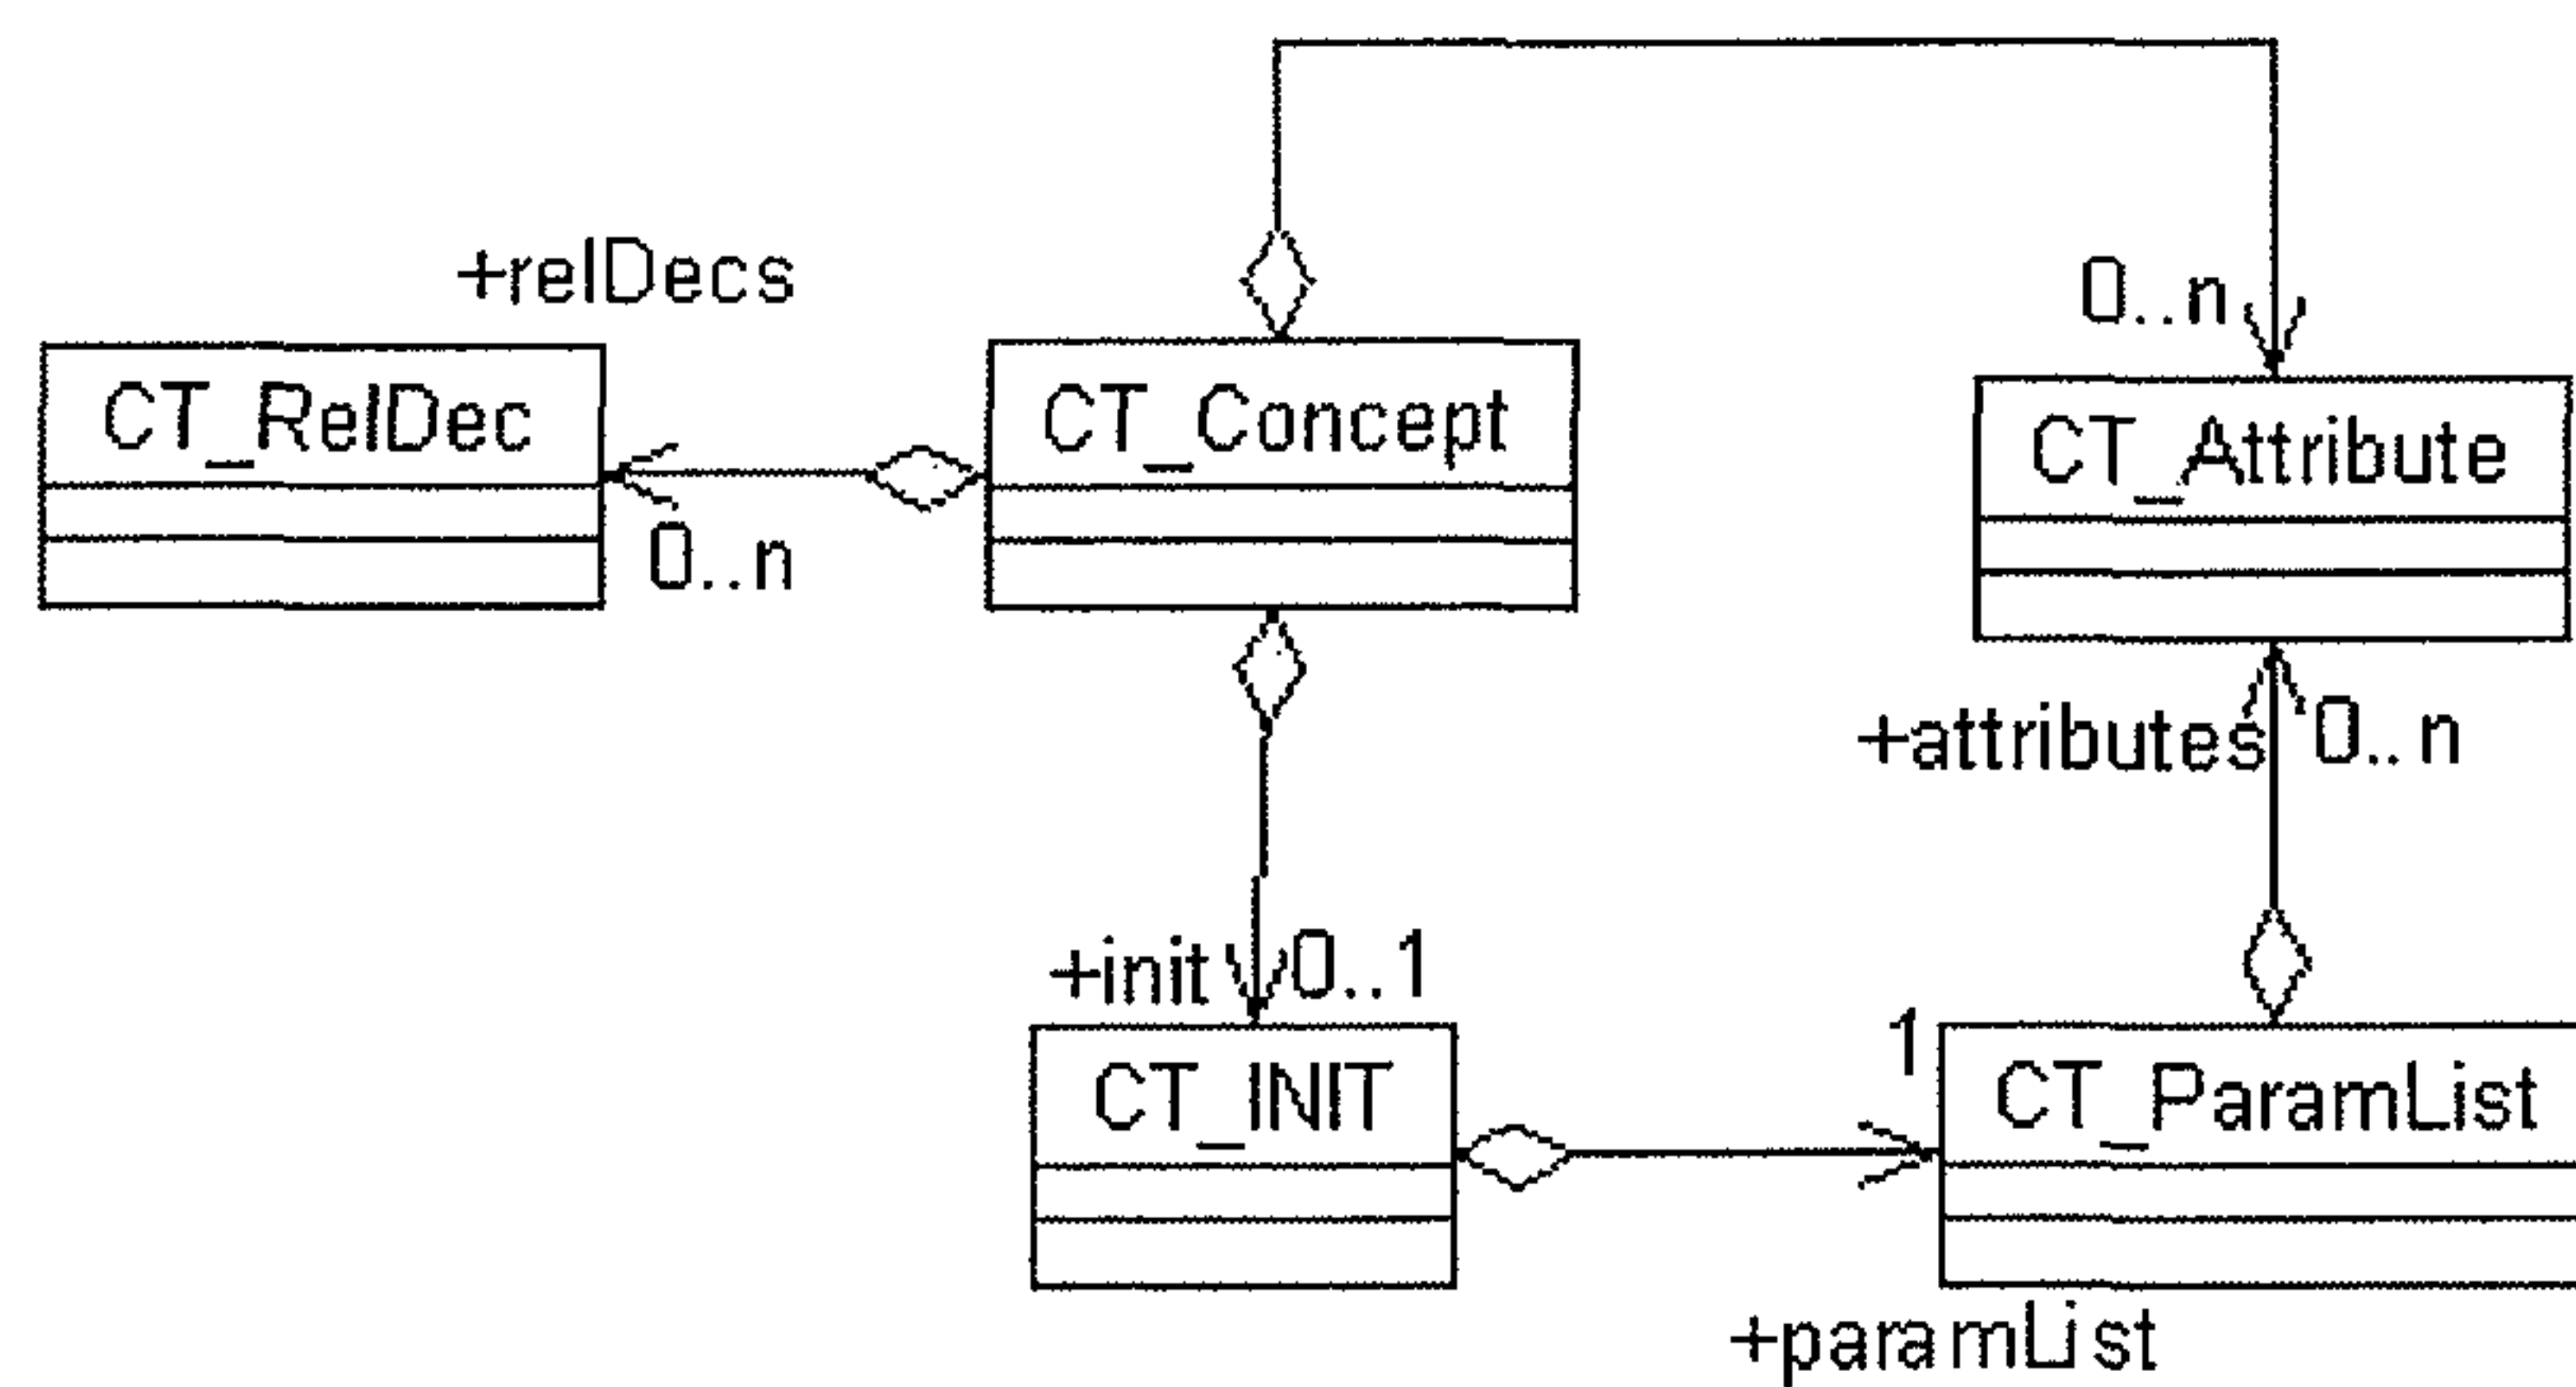 +relDecs
0..n
CT_RelDec
CT_Concept
CT_Attribute
0..n
+attributes
0..n
+init
0..1
1
CT_INIT
CT_ParamList
+paramList